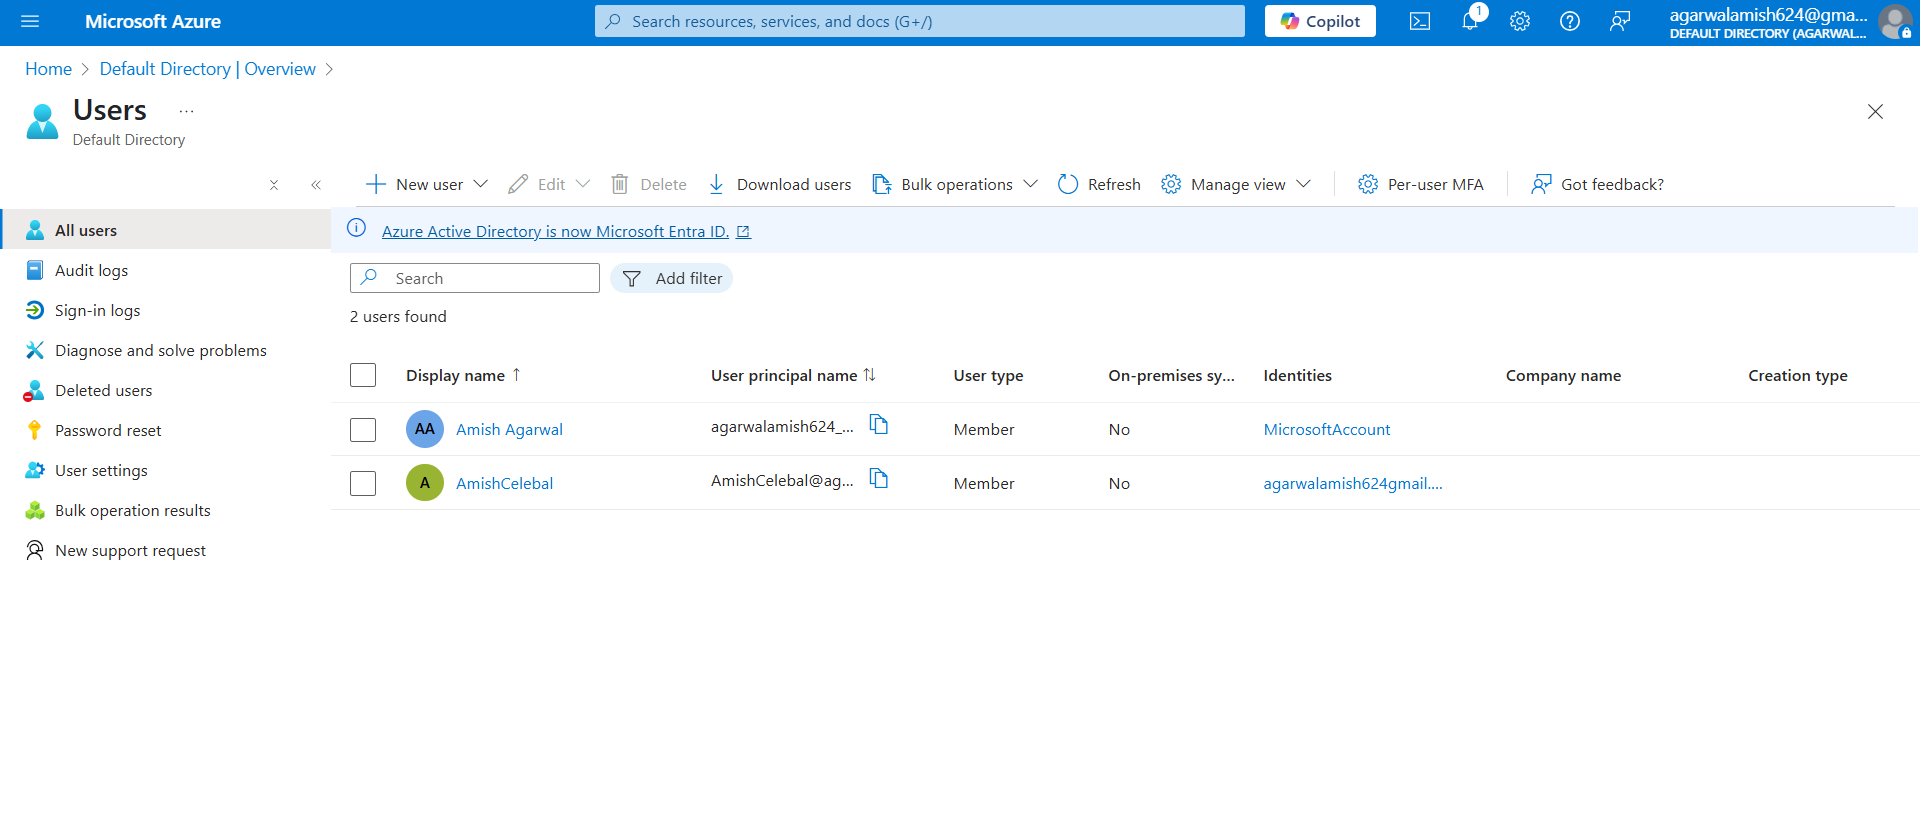 Microsoft Azure
Search resources, services, and docs (G+/)
Copilot
1
agarwalamish624@gma...
DEFAULT DIRECTORY (AGARWAL...
Home > Default Directory | Overview >
Users ...
Default Directory
New user
Edit
Delete
Download users
Bulk operations
Refresh
Manage view
Per-user MFA
Got feedback?
All users
Audit logs
Sign-in logs
Diagnose and solve problems
Deleted users
Password reset
User settings
Bulk operation results
New support request
Azure Active Directory is now Microsoft Entra ID.
Search
Add filter
2 users found
Display name ↑ User principal name ↑↓ User type On-premises sy... Identities Company name Creation type
AA Amish Agarwal agarwalamish624_... Member No MicrosoftAccount
A AmishCelebal AmishCelebal@ag... Member No agarwalamish624gmail....